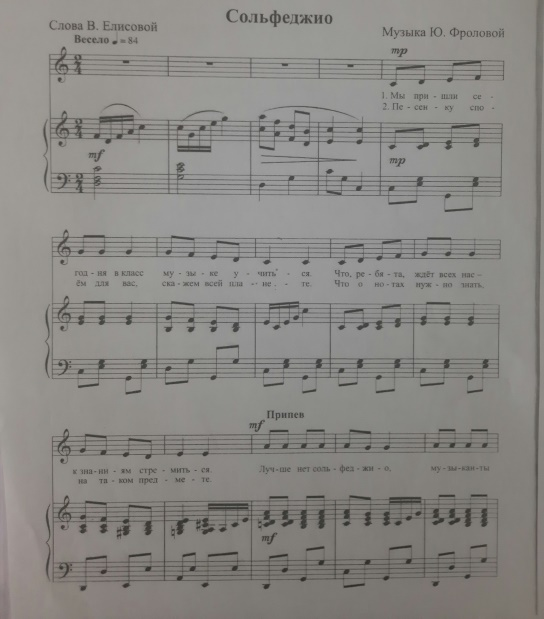 Сольфеджио
Слова В. Елисовой
Музыка Ю. Фроловой
Весело ♩ = 84
mp
1. Мы при - шли се -
2. Пе - сен - ку спо -
mf
mp
год - ня в класс му - зы - ке у - чить - ся. Что, ре - бя - та, ждёт всех нас -
ём для вас, ска - жем всей пла - не - те. Что о но - тах нуж - но знать,
Припев
mf
к зна - ни - ям стре - мить - ся. Луч - ше нет соль - фед - жи - о, му - зы - кан - ты
на та - ком пред - ме - те.
mf